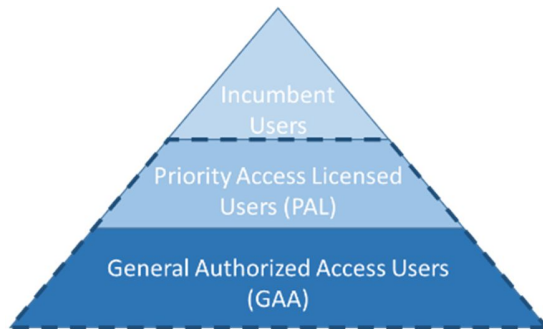 Incumbent
Users
Priority Access Licensed
Users (PAL)
General Authorized Access Users
(GAA)